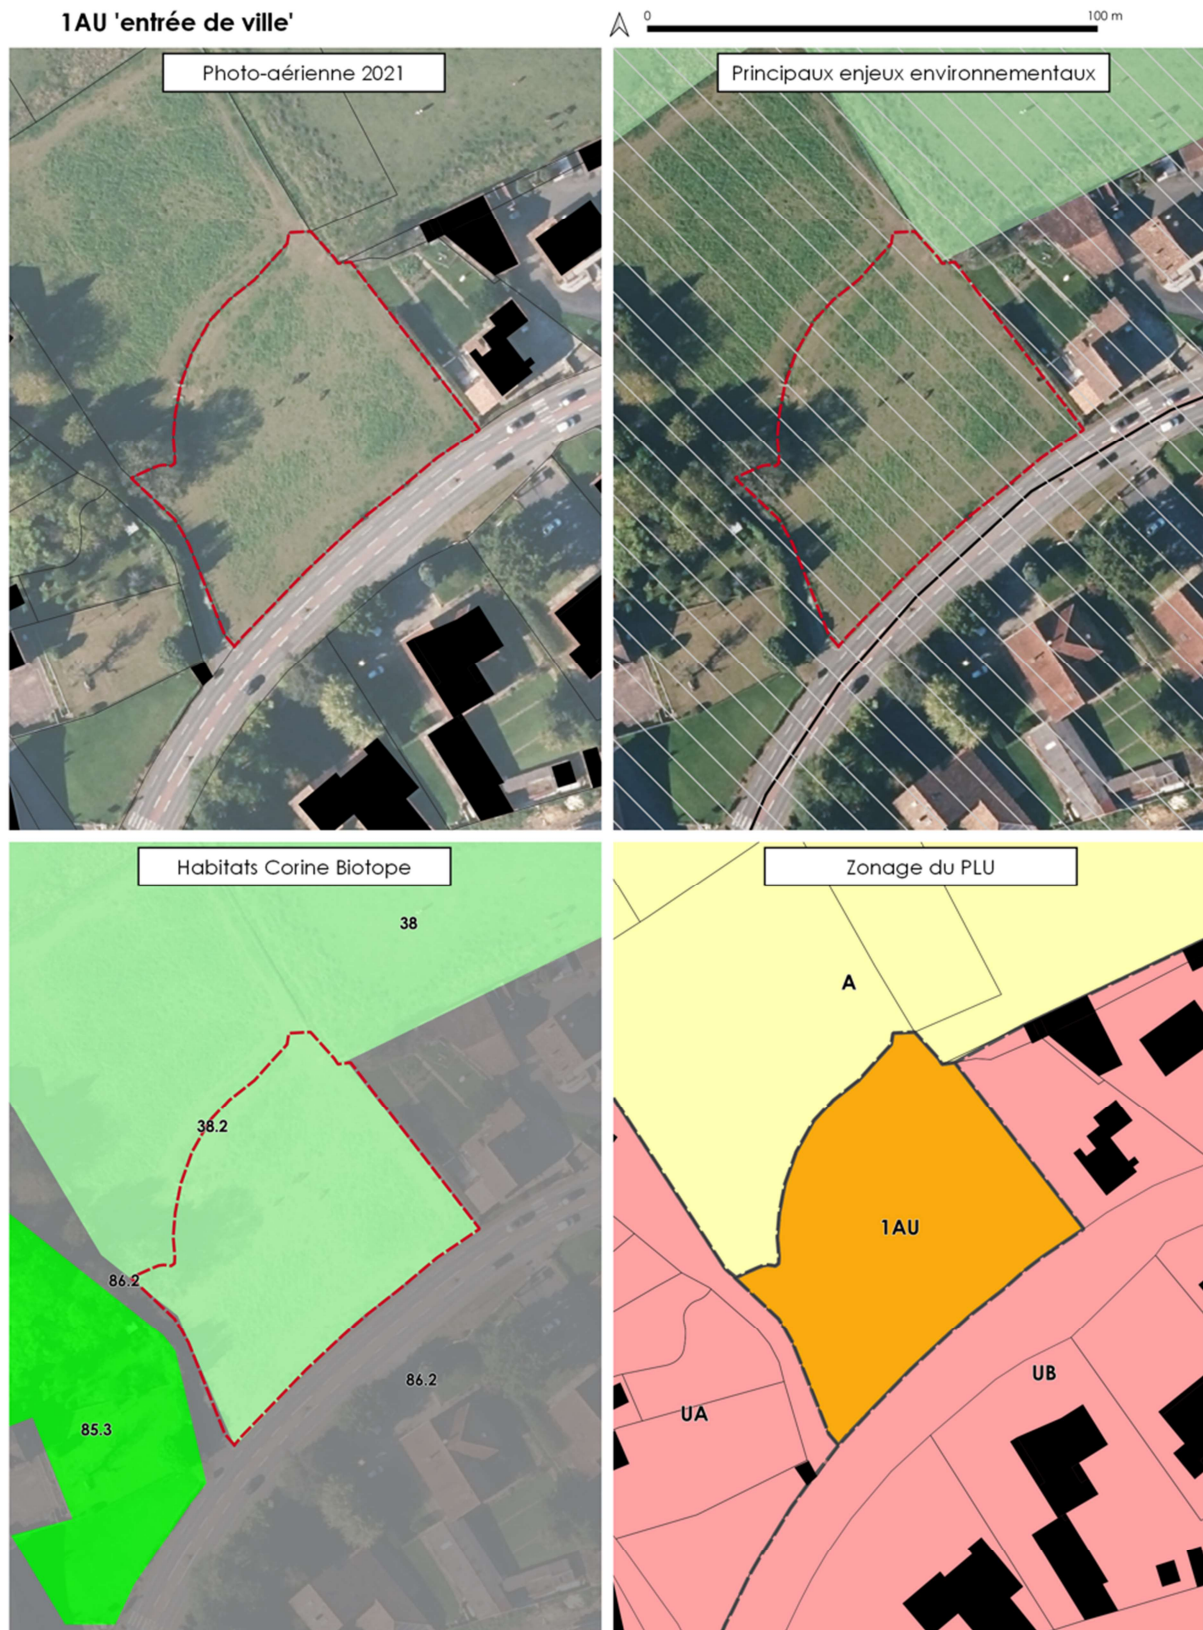 1AU 'entrée de ville'
0
100 m
Photo-aérienne 2021
Principaux enjeux environnementaux
Habitats Corine Biotope
38
38.2
86.2
86.2
85.3
Zonage du PLU
A
1AU
UB
UA